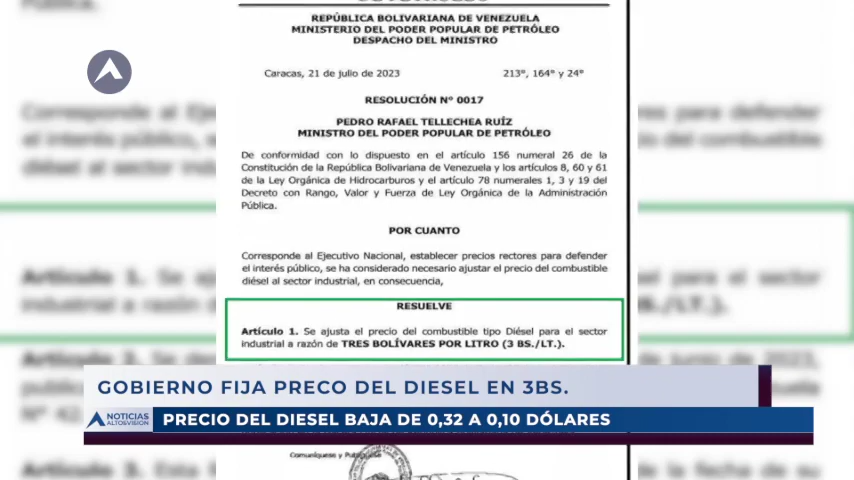 REPÚBLICA BOLIVARIANA DE VENEZUELA
MINISTERIO DEL PODER POPULAR DE PETRÓLEO
DESPACHO DEL MINISTRO
Caracas, 21 de julio de 2023 213°, 164° y 24°
RESOLUCIÓN N° 0017
PEDRO RAFAEL TELLECHEA RUÍZ
MINISTRO DEL PODER POPULAR DE PETRÓLEO
De conformidad con lo dispuesto en el artículo 156 numeral 26 de la
Constitución de la República Bolivariana de Venezuela y los artículos 8, 60 y 61
de la Ley Orgánica de Hidrocarburos y el artículo 78 numerales 1, 3 y 19 del
Decreto con Rango, Valor y Fuerza de Ley Orgánica de la Administración
Pública.
POR CUANTO
Corresponde al Ejecutivo Nacional, establecer precios rectores para defender
el interés público, se ha considerado necesario ajustar el precio del combustible
diésel al sector industrial, en consecuencia,
RESUELVE
Artículo 1. Se ajusta el precio del combustible tipo Diésel para el sector
industrial a razón de TRES BOLÍVARES POR LITRO (3 BS./LT.).
GOBIERNO FIJA PRECO DEL DIESEL EN 3BS.
NOTICIAS
ALTOSVISIÓN
PRECIO DEL DIESEL BAJA DE 0,32 A 0,10 DÓLARES
Comuníquese y